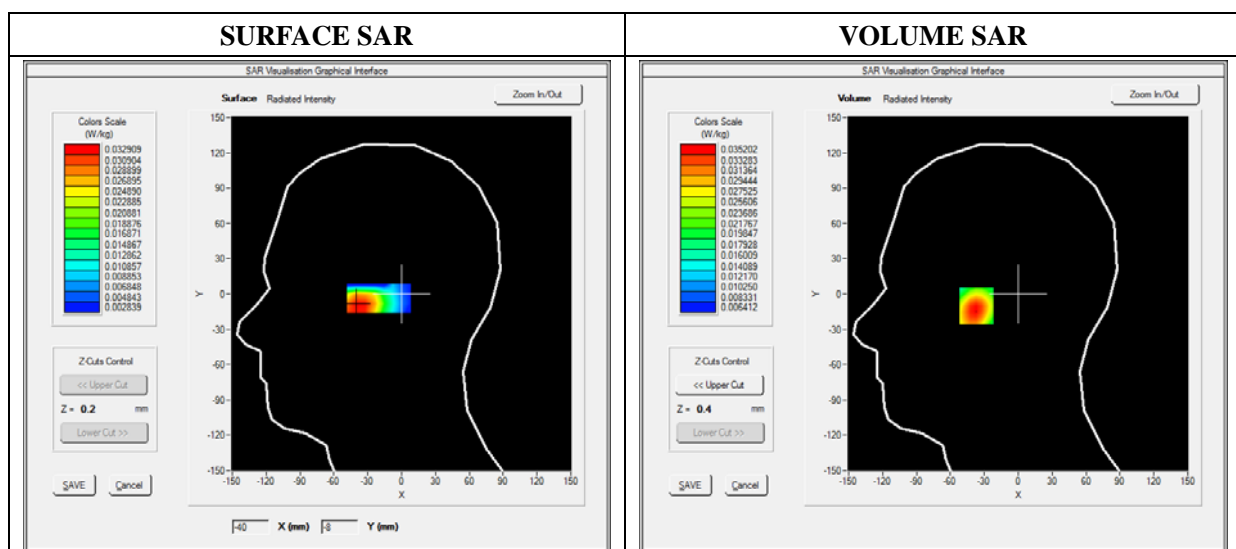 SURFACE SAR
VOLUME SAR
SAR Visualisation Graphical Interface
Surface Radiated Intensity
Zoom In/Out
Colors Scale
(W/kg)
0.032909
0.030904
0.028899
0.026895
0.024890
0.022885
0.020881
0.018876
0.016871
0.014867
0.012862
0.010857
0.008853
0.006848
0.004843
0.002839
150
120
90
60
30
0
-30
-60
-90
-120
-150
Y
-150 -120 -90 -60 -30 0 30 60 90 120 150
X
Z-Cuts Control
<< Upper Cut
Z = 0.2 mm
Lower Cut >>
SAVE Cancel
-40 X (mm) -8 Y (mm)
SAR Visualisation Graphical Interface
Volume Radiated Intensity
Zoom In/Out
Colors Scale
(W/kg)
0.035202
0.033283
0.031364
0.029444
0.027525
0.025606
0.023686
0.021767
0.019847
0.017928
0.016009
0.014089
0.012170
0.010250
0.008331
0.006412
150
120
90
60
30
0
-30
-60
-90
-120
-150
Y
-150 -120 -90 -60 -30 0 30 60 90 120 150
X
Z-Cuts Control
<< Upper Cut
Z = 0.4 mm
Lower Cut >>
SAVE Cancel